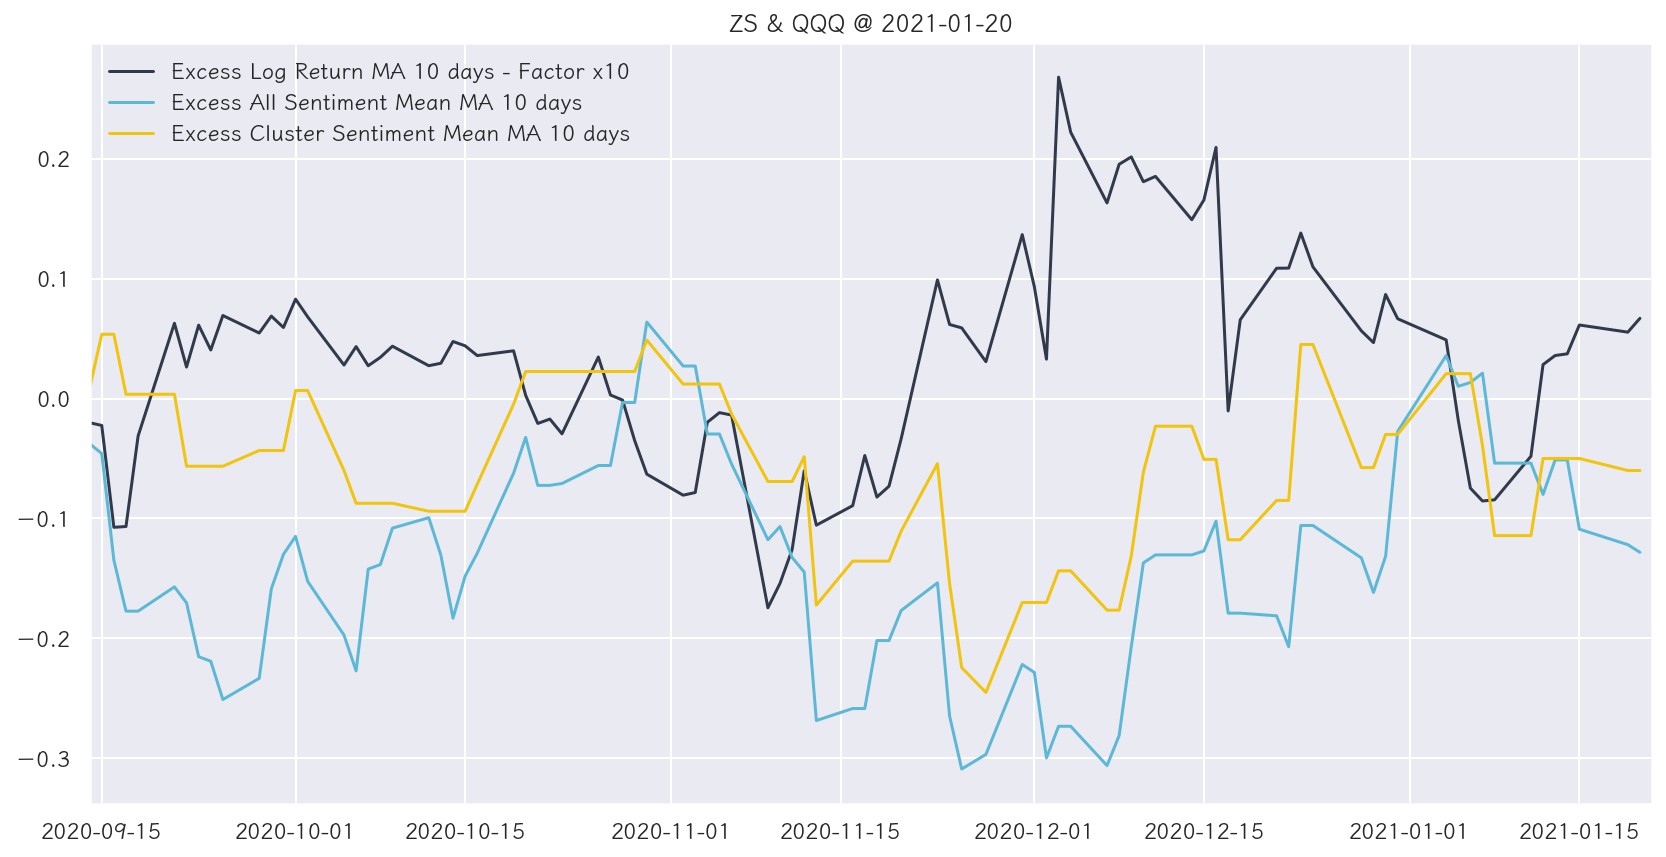 ZS & QQQ @ 2021-01-20
Excess Log Return MA 10 days - Factor x10
Excess All Sentiment Mean MA 10 days
Excess Cluster Sentiment Mean MA 10 days
0.2
0.1
0.0
−0.1
−0.2
−0.3
2020-09-15 2020-10-01 2020-10-15 2020-11-01 2020-11-15 2020-12-01 2020-12-15 2021-01-01 2021-01-15